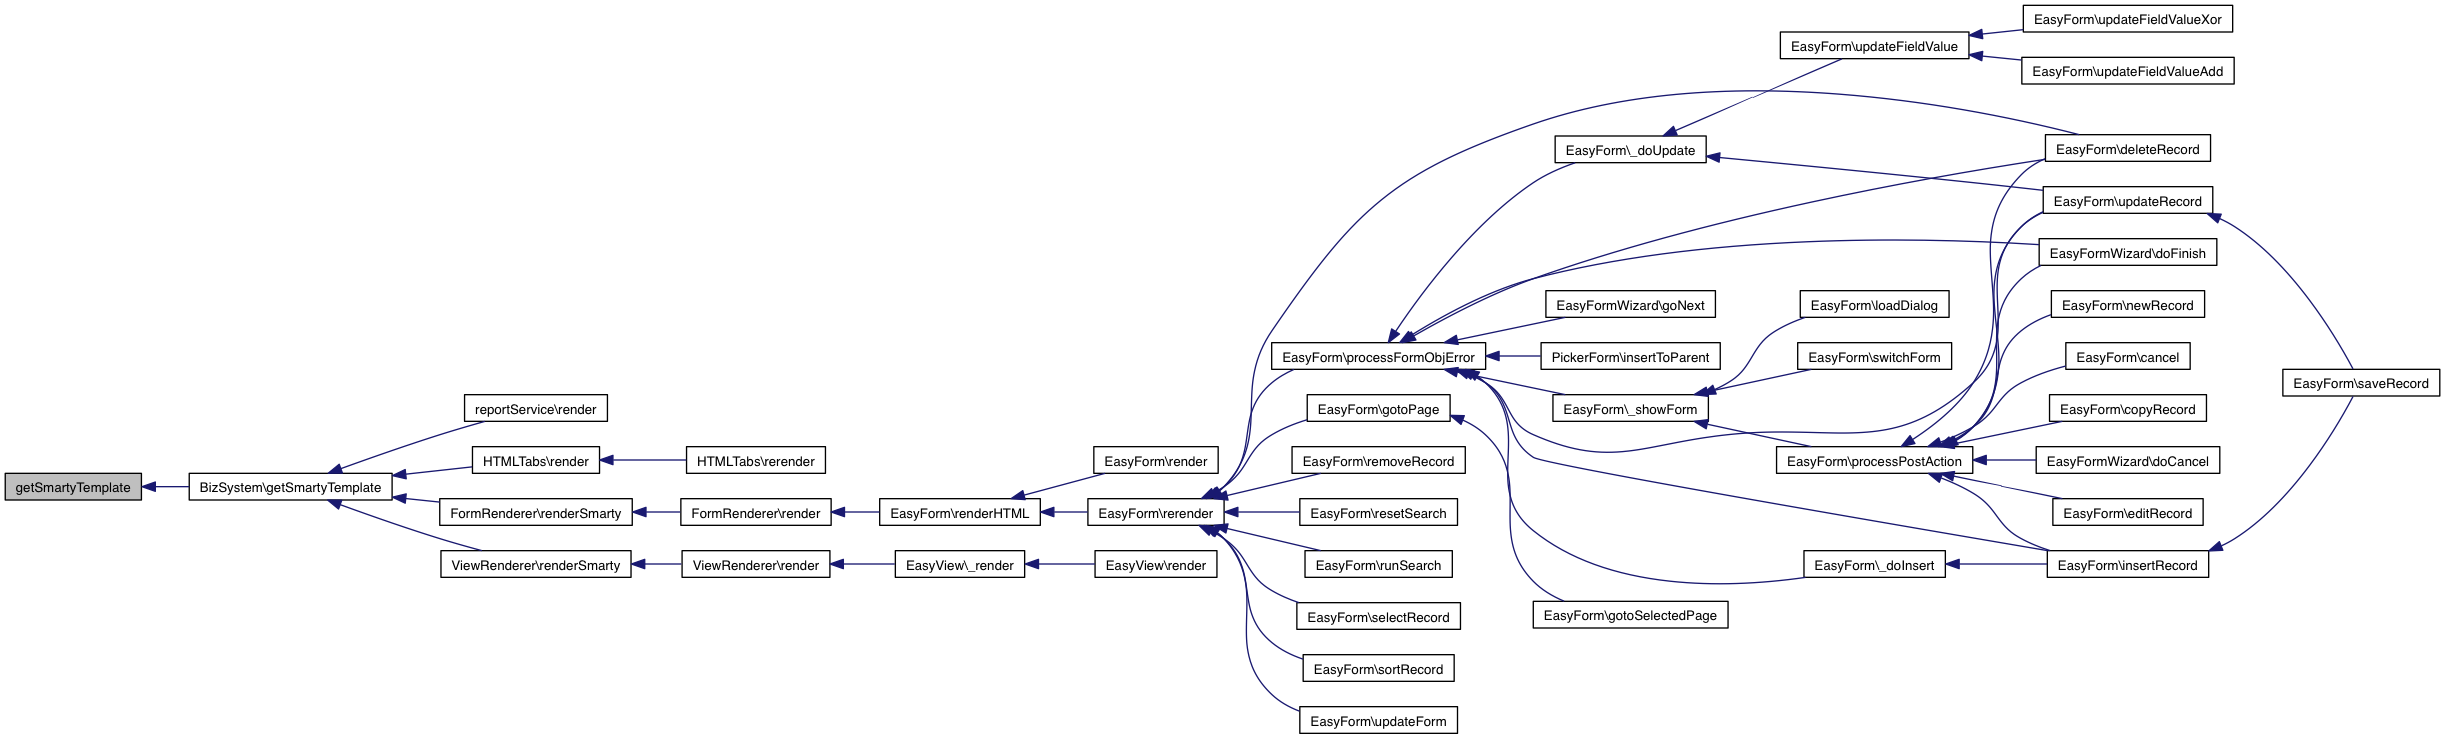 getSmartyTemplate
BizSystem\getSmartyTemplate
reportService\render
HTMLTabs\render
HTMLTabs\rerender
FormRenderer\renderSmarty
FormRenderer\render
ViewRenderer\renderSmarty
ViewRenderer\render
EasyForm\renderHTML
EasyView\_render
EasyForm\render
EasyForm\rerender
EasyView\render
EasyForm\processFormObjError
EasyForm\gotoPage
EasyForm\removeRecord
EasyForm\resetSearch
EasyForm\runSearch
EasyForm\selectRecord
EasyForm\sortRecord
EasyForm\updateForm
EasyForm\_doUpdate
EasyFormWizard\goNext
PickerForm\insertToParent
EasyForm\_showForm
EasyForm\gotoSelectedPage
EasyForm\updateFieldValue
EasyForm\loadDialog
EasyForm\switchForm
EasyForm\processPostAction
EasyForm\_doInsert
EasyForm\updateFieldValueXor
EasyForm\updateFieldValueAdd
EasyForm\deleteRecord
EasyForm\updateRecord
EasyFormWizard\doFinish
EasyForm\newRecord
EasyForm\cancel
EasyForm\copyRecord
EasyFormWizard\doCancel
EasyForm\editRecord
EasyForm\insertRecord
EasyForm\saveRecord